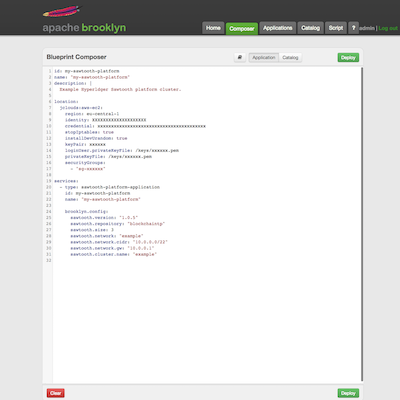 apache brooklyn
Home Composer Applications Catalog Script ? admin | Log out
Blueprint Composer Application Catalog Deploy
1 id: my-sawtooth-platform
2 name: "my-sawtooth-platform"
3 description: |
4 Example Hyperledger Sawtooth platform cluster.
5
6 location:
7 jclouds:aws-ec2:
8 region: eu-central-1
9
10
11 stopIptables: true
12 installDevUrandom: true
13 keyPair: xxxxxx
14 loginUser.privateKeyFile: /keys/xxxxxx.pem
15 privateKeyFile: /keys/xxxxxx.pem
16 securityGroups:
17 - "sg-xxxxxx"
18
19 services:
20 - type: sawtooth-platform-application
21 id: my-sawtooth-platform
22 name: "my-sawtooth-platform"
23
24 brooklyn.config:
25 sawtooth.version: "1.0.5"
26 sawtooth.repository: "blockchaintp"
27 sawtooth.size: 3
28 sawtooth.network: "example"
29 sawtooth.network.cidr: "10.0.0.0/22"
30 sawtooth.network.gw: "10.0.0.1"
31 sawtooth.cluster.name: "example"
32
Clear Deploy